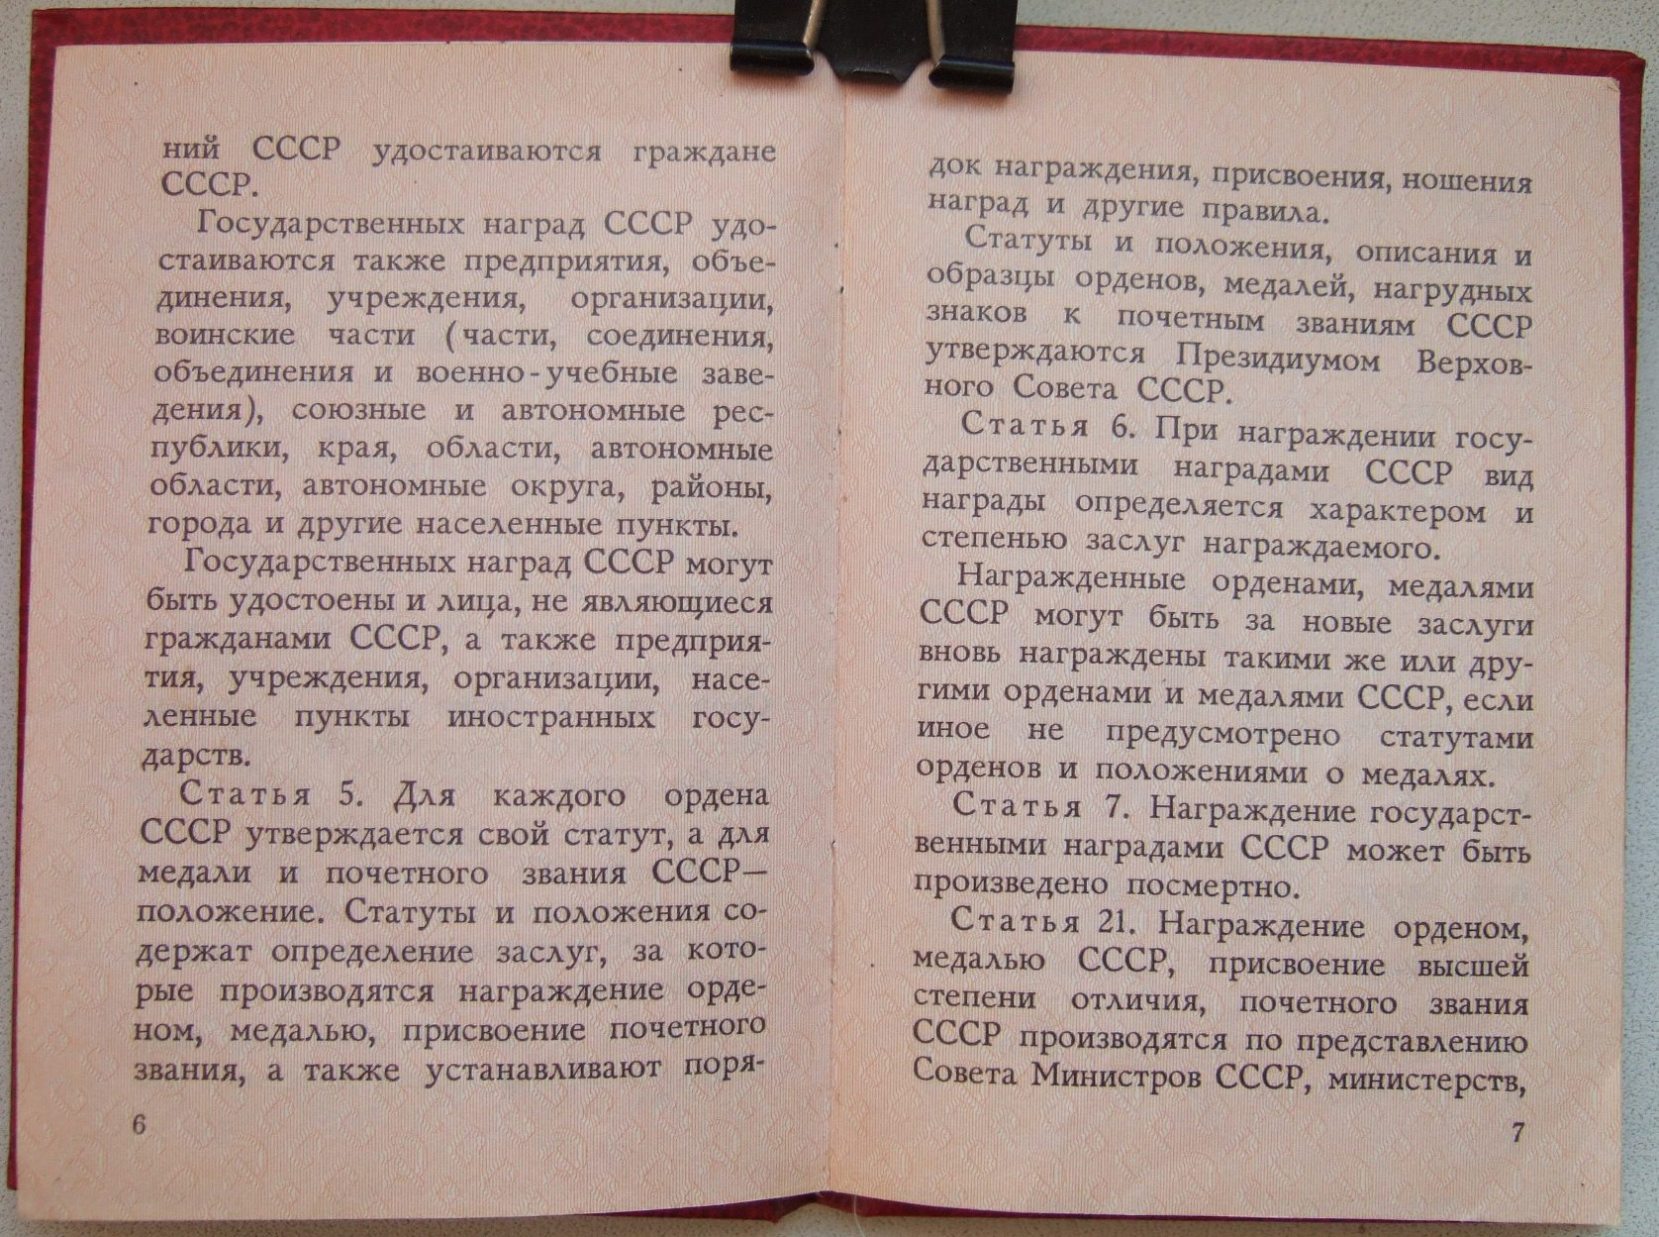 ний СССР удостаиваются граждане
СССР.
Государственных наград СССР удо-
стаиваются также предприятия, объе-
динения, учреждения, организации,
воинские части (части, соединения,
объединения и военно-учебные заве-
дения), союзные и автономные рес-
публики, края, области, автономные
области, автономные округа, районы,
города и другие населенные пункты.
Государственных наград СССР могут
быть удостоены и лица, не являющиеся
гражданами СССР, а также предприя-
тия, учреждения, организации, насе-
ленные пункты иностранных госу-
дарств.
Статья 5. Для каждого ордена
СССР утверждается свой статут, а для
медали и почетного звания СССР—
положение. Статуты и положения со-
держат определение заслуг, за кото-
рые производятся награждение орде-
ном, медалью, присвоение почетного
звания, а также устанавливают поря-
6
док награждения, присвоения, ношения
наград и другие правила.
Статуты и положения, описания и
образцы орденов, медалей, нагрудных
знаков к почетным званиям СССР
утверждаются Президиумом Верхов-
ного Совета СССР.
Статья 6. При награждении госу-
дарственными наградами СССР вид
награды определяется характером и
степенью заслуг награждаемого.
Награжденные орденами, медалями
СССР могут быть за новые заслуги
вновь награждены такими же или дру-
гими орденами и медалями СССР, если
иное не предусмотрено статутами
орденов и положениями о медалях.
Статья 7. Награждение государст-
венными наградами СССР может быть
произведено посмертно.
Статья 21. Награждение орденом,
медалью СССР, присвоение высшей
степени отличия, почетного звания
СССР производятся по представлению
Совета Министров СССР, министерств,
7